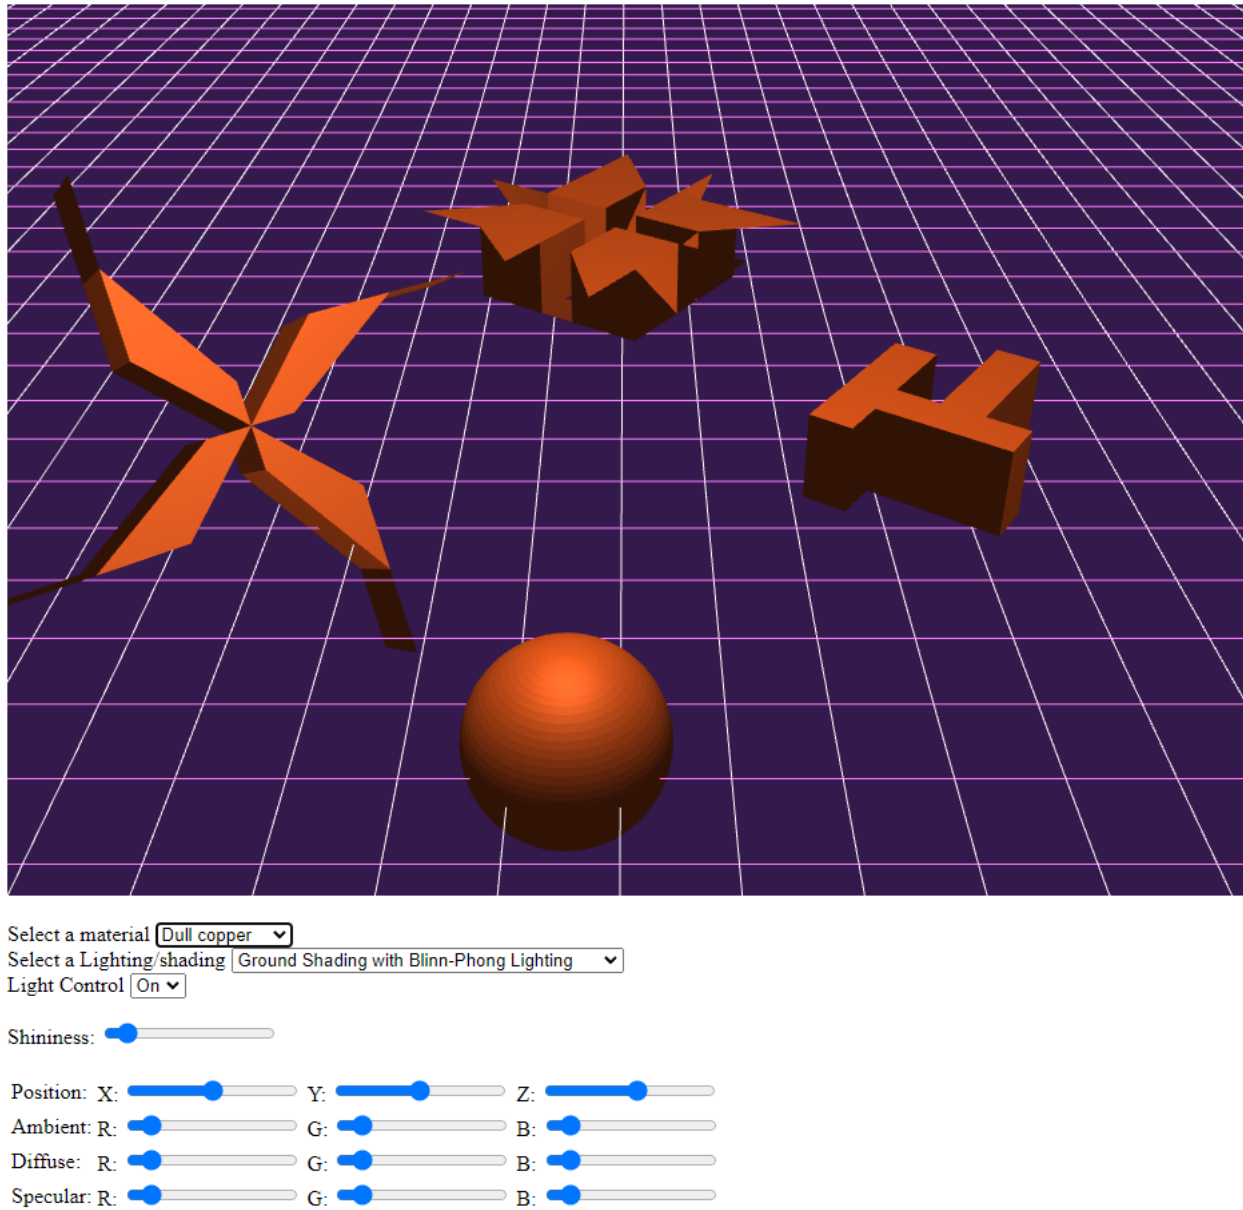 Select a material Dull copper
Select a Lighting/shading Ground Shading with Blinn-Phong Lighting
Light Control On
Shininess:
Position: X: Y: Z:
Ambient: R: G: B:
Diffuse: R: G: B:
Specular: R: G: B: